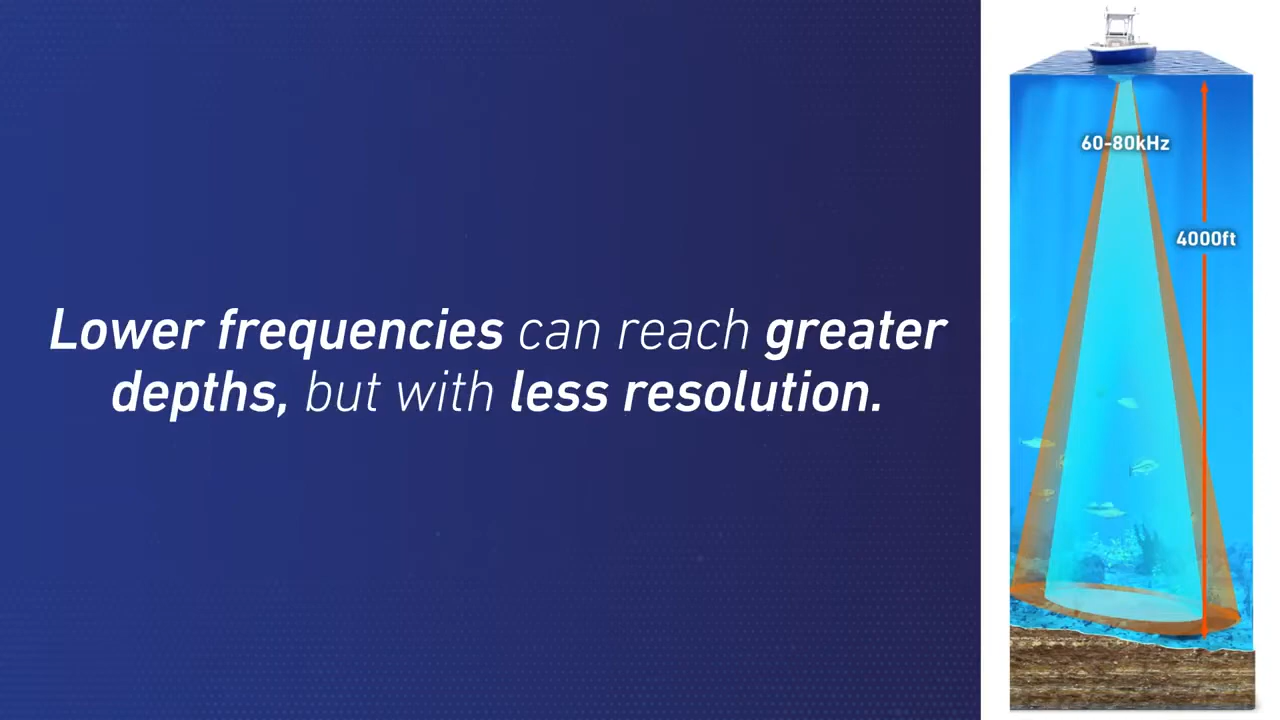 Lower frequencies can reach greater
depths, but with less resolution.
60-80kHz
4000ft